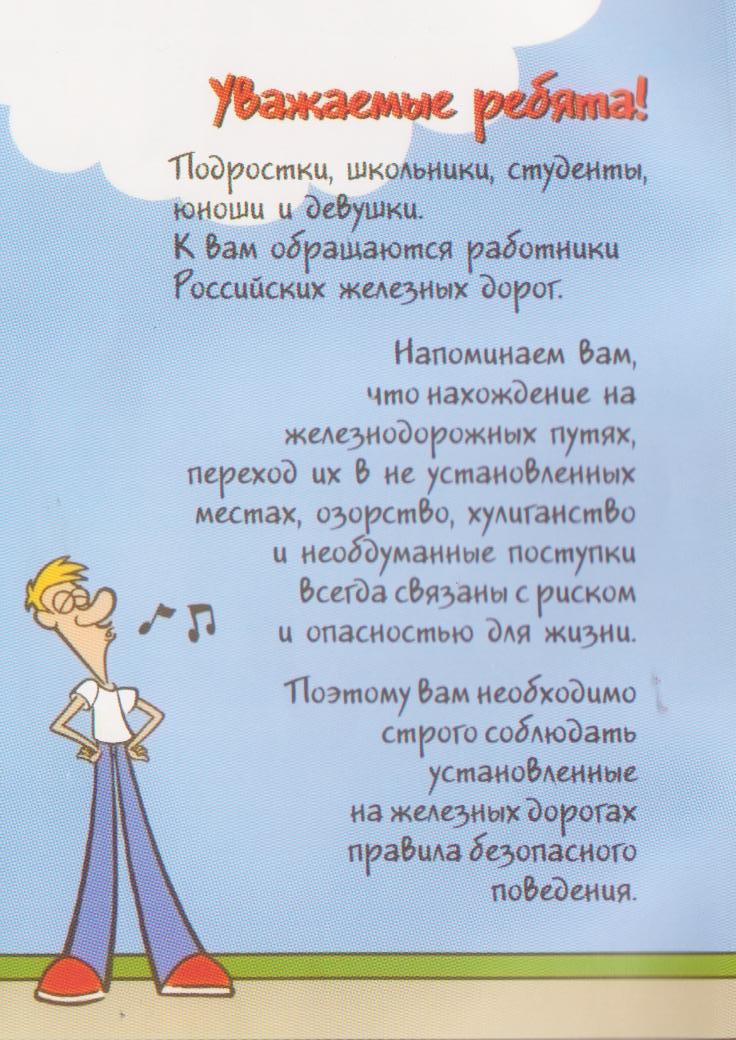 Уважаемые ребята!
Подростки, школьники, студенты,
юноши и девушки.
К вам обращаются работники
Российских железных дорог.
Напоминаем вам,
что нахождение на
железнодорожных путях,
переход их в не установленных
местах, озорство, хулиганство
и необдуманные поступки
всегда связаны с риском
и опасностью для жизни.
Поэтому вам необходимо
строго соблюдать
установленные
на железных дорогах
правила безопасного
поведения.